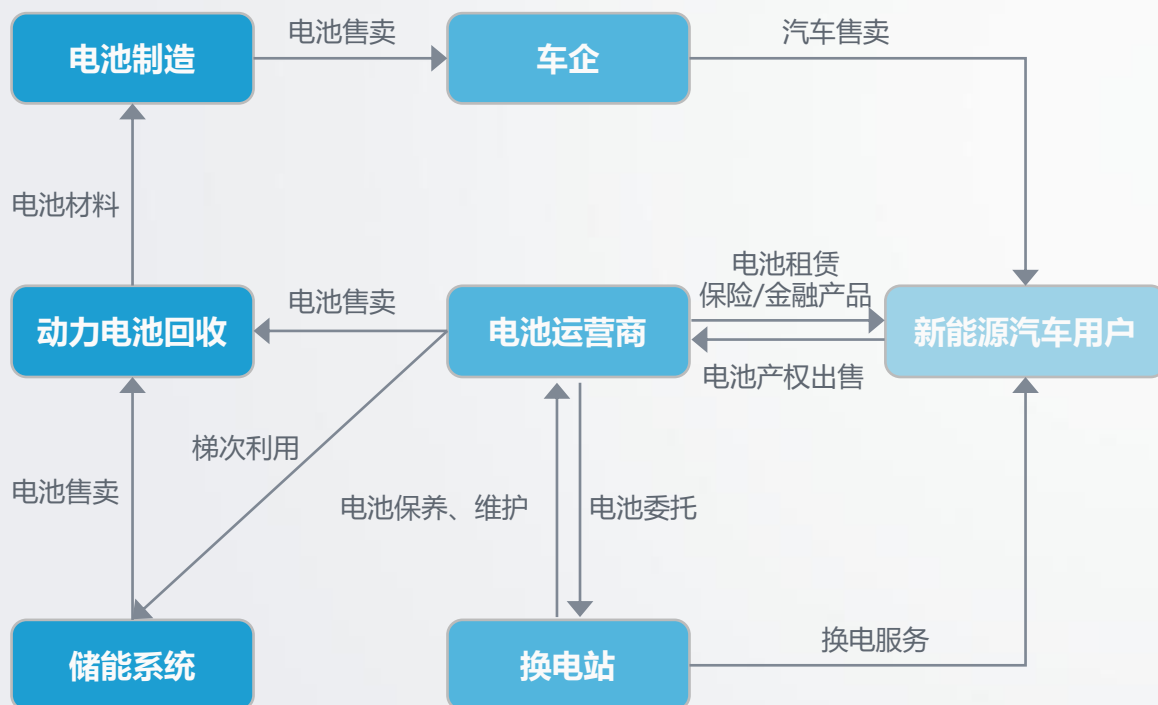 电池售卖
汽车售卖
电池制造
车企
电池材料
电池租赁
保险/金融产品
电池售卖
动力电池回收
电池运营商
新能源汽车用户
电池产权出售
梯次利用
电池售卖
电池保养、维护
电池委托
换电服务
储能系统
换电站